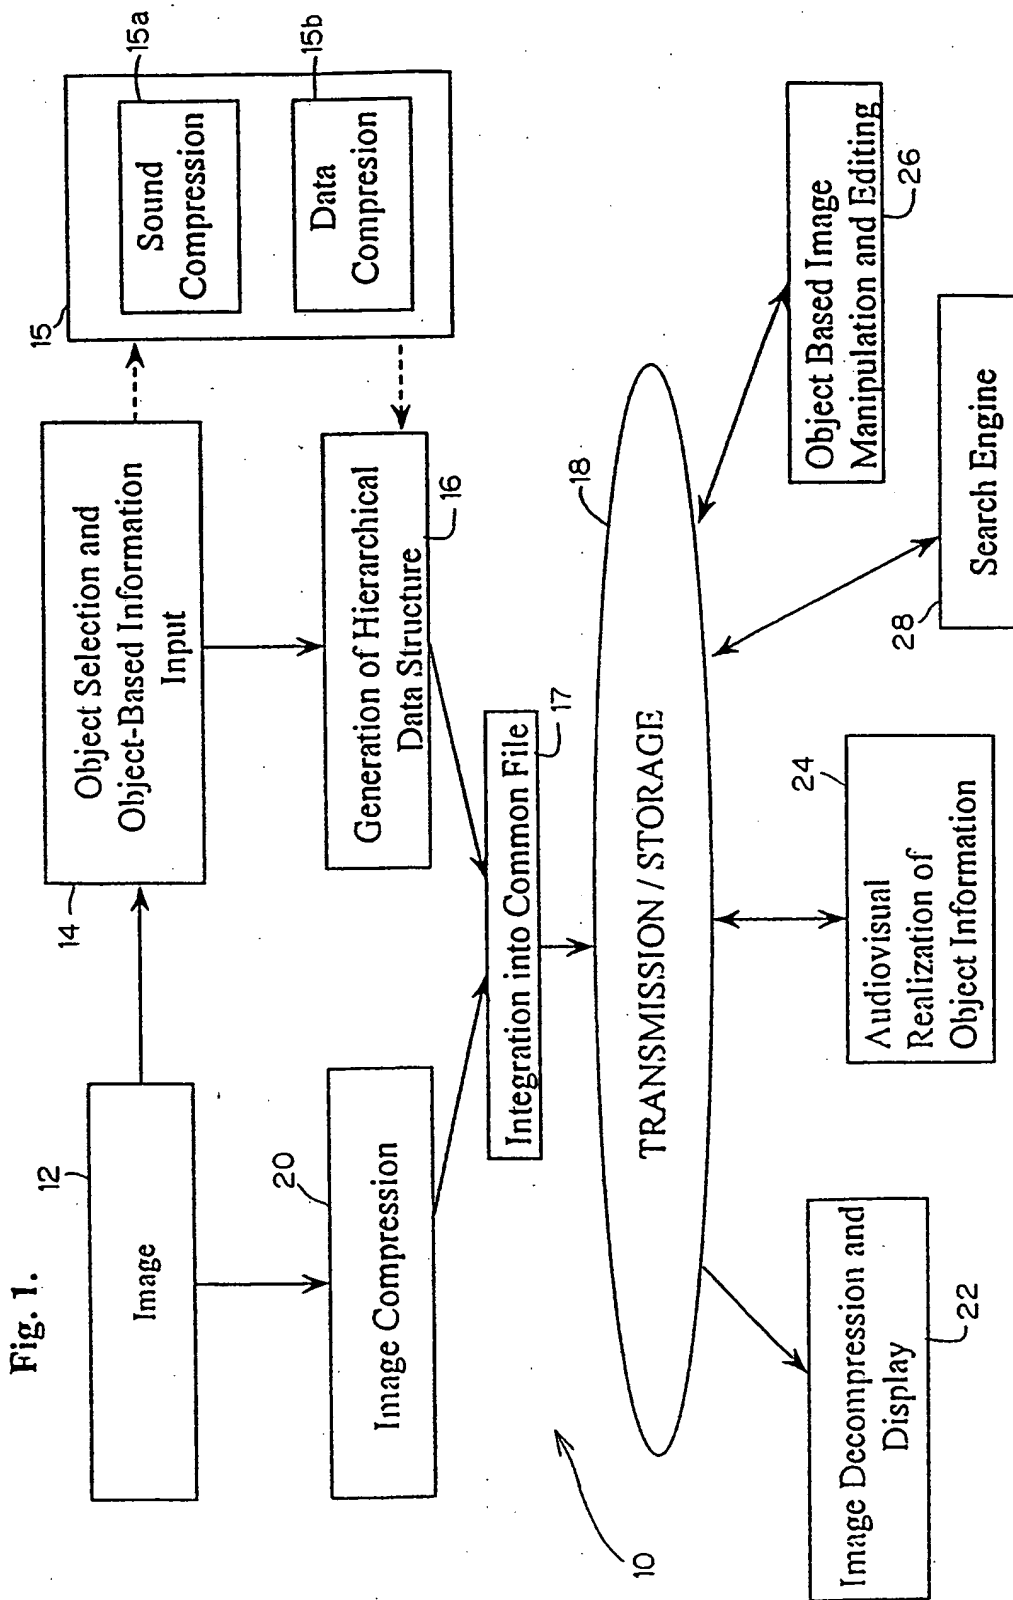 Fig. 1.
12
Image
14
Object Selection and
Object-Based Information
Input
15
15a
Sound
Compression
15b
Data
Compresion
20
Image Compression
Generation of Hierarchical
Data Structure
16
Integration into Common File
17
18
TRANSMISSION / STORAGE
10
Image Decompression and
Display
22
24
Audiovisual
Realization of
Object Information
28
Search Engine
Object Based Image
Manipulation and Editing
26